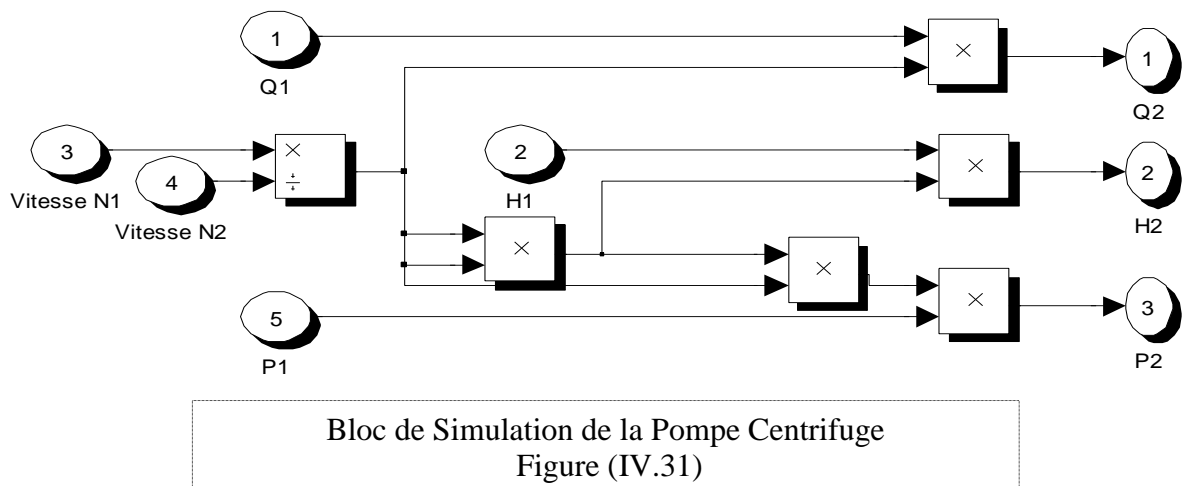 1
Q1
×
1
Q2
3
Vitesse N1
×
÷
4
Vitesse N2
2
H1
×
2
H2
×
×
5
P1
×
3
P2
Bloc de Simulation de la Pompe Centrifuge
Figure (IV.31)